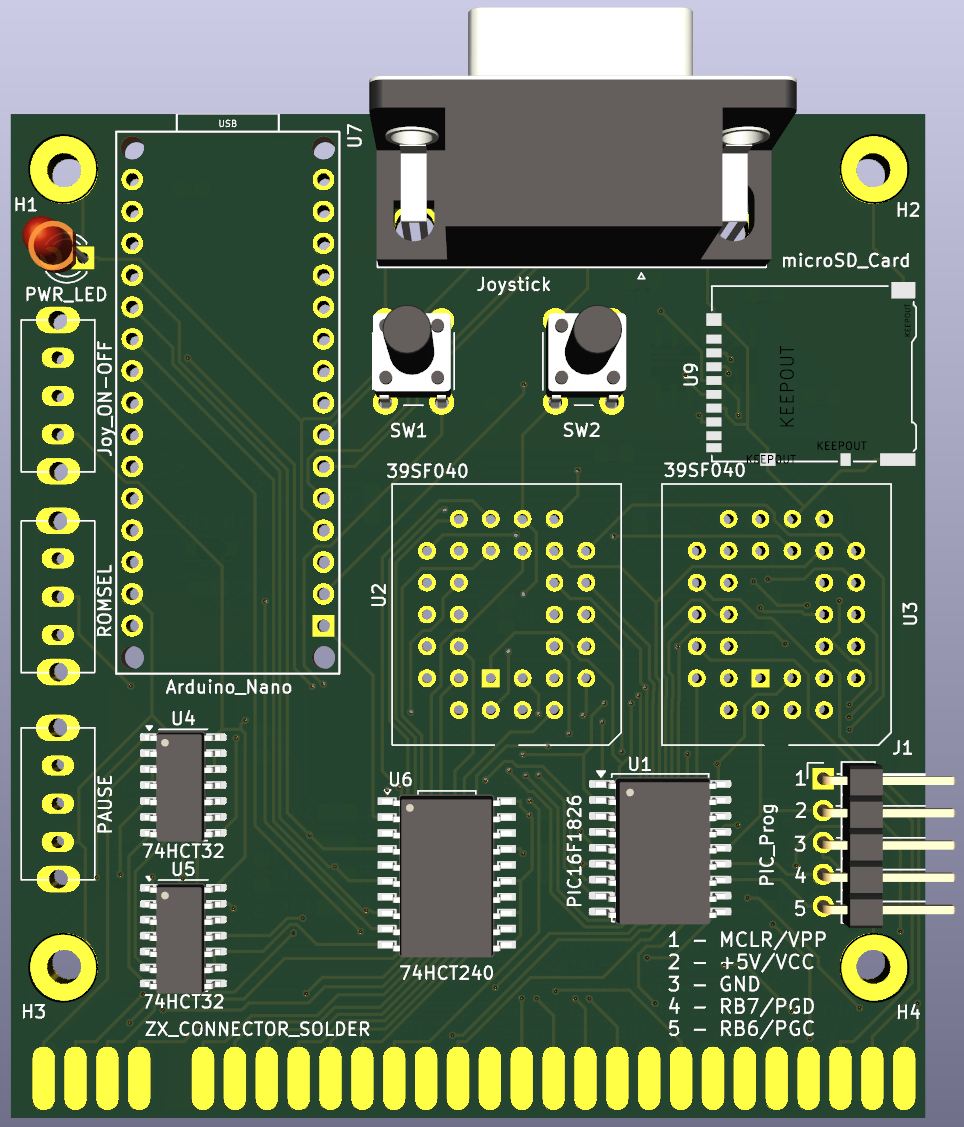 USB
U7
H1
H2
microSD_Card
Joystick
PWR_LED
KEEPOUT
Joy_ON-OFF
KEEPOUT
U9
SW1
SW2
KEEPOUT
KEEPOUT
39SF040
39SF040
ROMSEL
U2
U3
Arduino_Nano
U4
J1
U6
U1
PAUSE
1
2
3
4
5
PIC_Prog
PIC16F1826
74HCT32
U5
1 - MCLR/VPP
2 - +5V/VCC
3 - GND
4 - RB7/PGD
5 - RB6/PGC
74HCT240
74HCT32
H3
H4
ZX_CONNECTOR_SOLDER